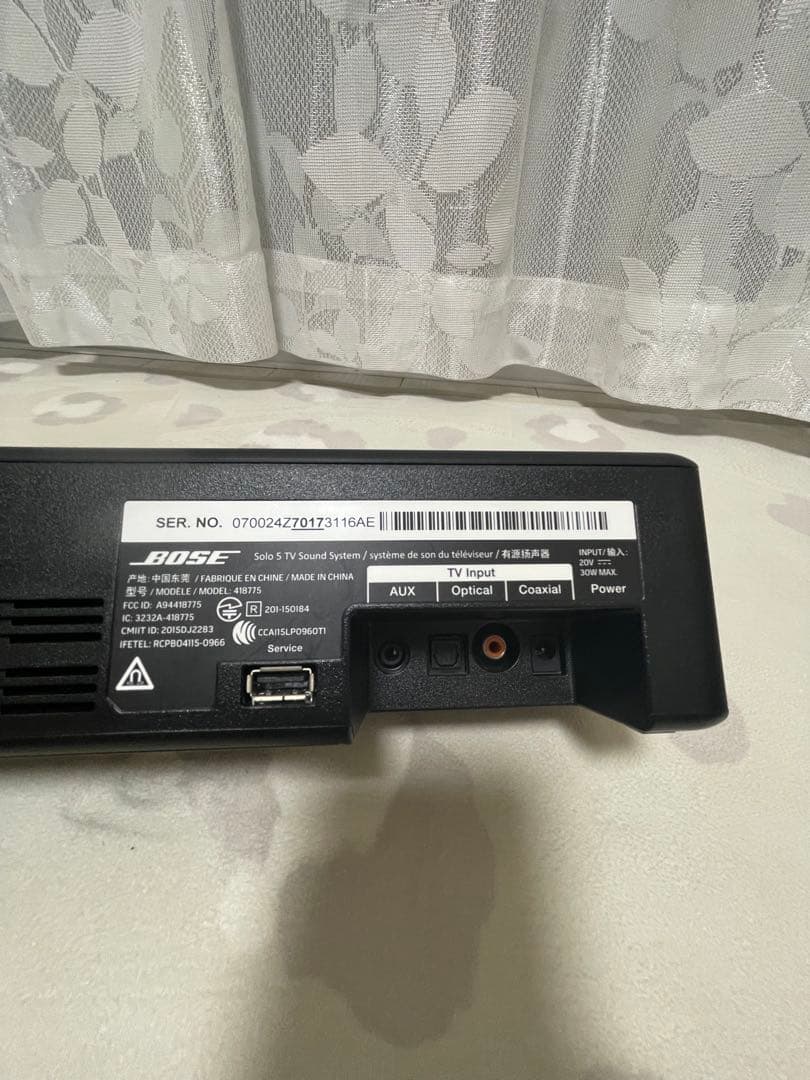 SER. NO. 070024Z70173116AE
BOSE Solo 5 TV Sound System / système de son du téléviseur / 有源扬声器
INPUT/输入:
20V
30W MAX.
产地: 中国东莞 / FABRIQUE EN CHINE / MADE IN CHINA
型号 / MODÈLE / MODEL: 418775
FCC ID: A94418775
IC: 3232A-418775
CMIIT ID: 2015DJ2283
IFETEL: RCPBO4115-0966
R 201-150184
CCAI15LP0960T1
Service
TV Input
AUX Optical Coaxial Power